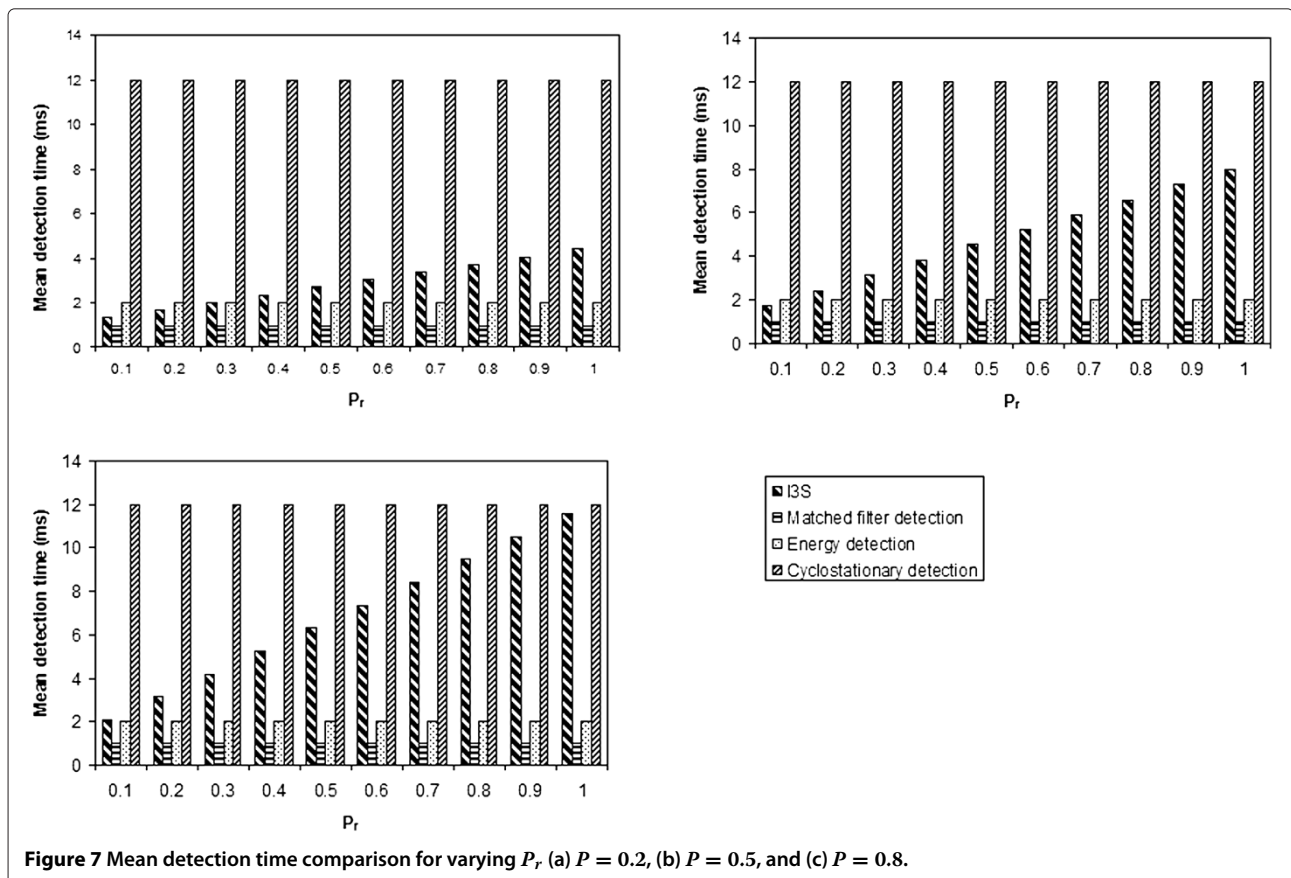 14
12
10
8
6
4
2
0
Mean detection time (ms)
0.1 0.2 0.3 0.4 0.5 0.6 0.7 0.8 0.9 1
Pr
14
12
10
8
6
4
2
0
Mean detection time (ms)
0.1 0.2 0.3 0.4 0.5 0.6 0.7 0.8 0.9 1
Pr
14
12
10
8
6
4
2
0
Mean detection time (ms)
0.1 0.2 0.3 0.4 0.5 0.6 0.7 0.8 0.9 1
Pr
I3S
Matched filter detection
Energy detection
Cyclostationary detection
Figure 7 Mean detection time comparison for varying Pr (a) P = 0.2, (b) P = 0.5, and (c) P = 0.8.